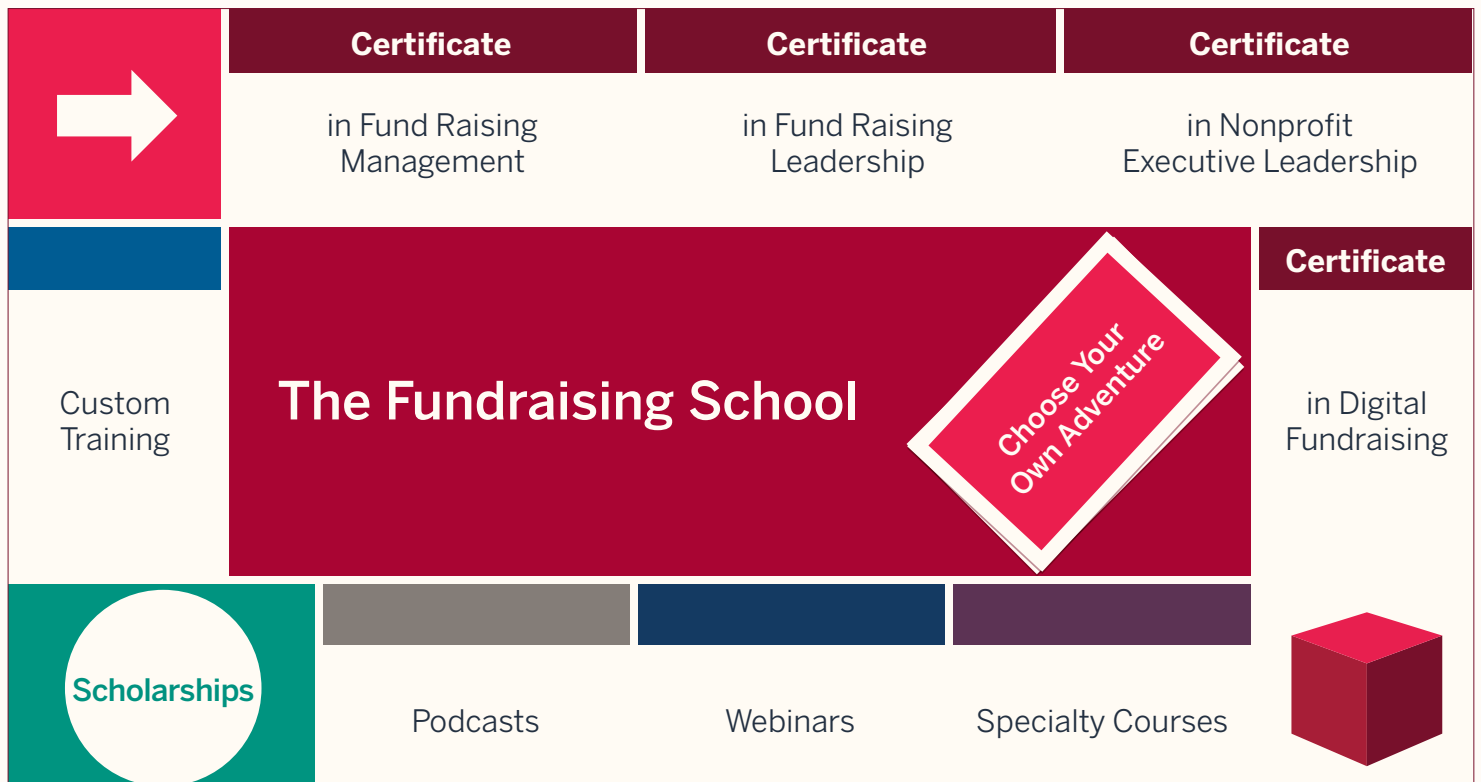 Certificate
in Fund Raising
Management
Certificate
in Fund Raising
Leadership
Certificate
in Nonprofit
Executive Leadership
Custom
Training
The Fundraising School
Choose Your
Own Adventure
Certificate
in Digital
Fundraising
Scholarships
Podcasts
Webinars
Specialty Courses